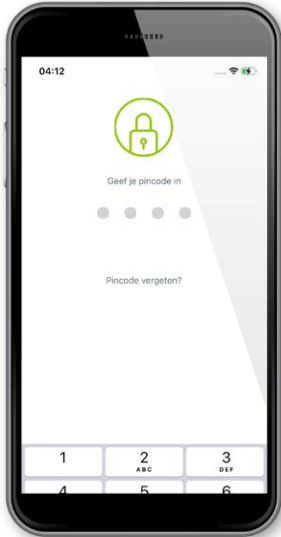 04:12
Geef je pincode in
Pincode vergeten?
1 2 3
ABC DEF
4 5 6